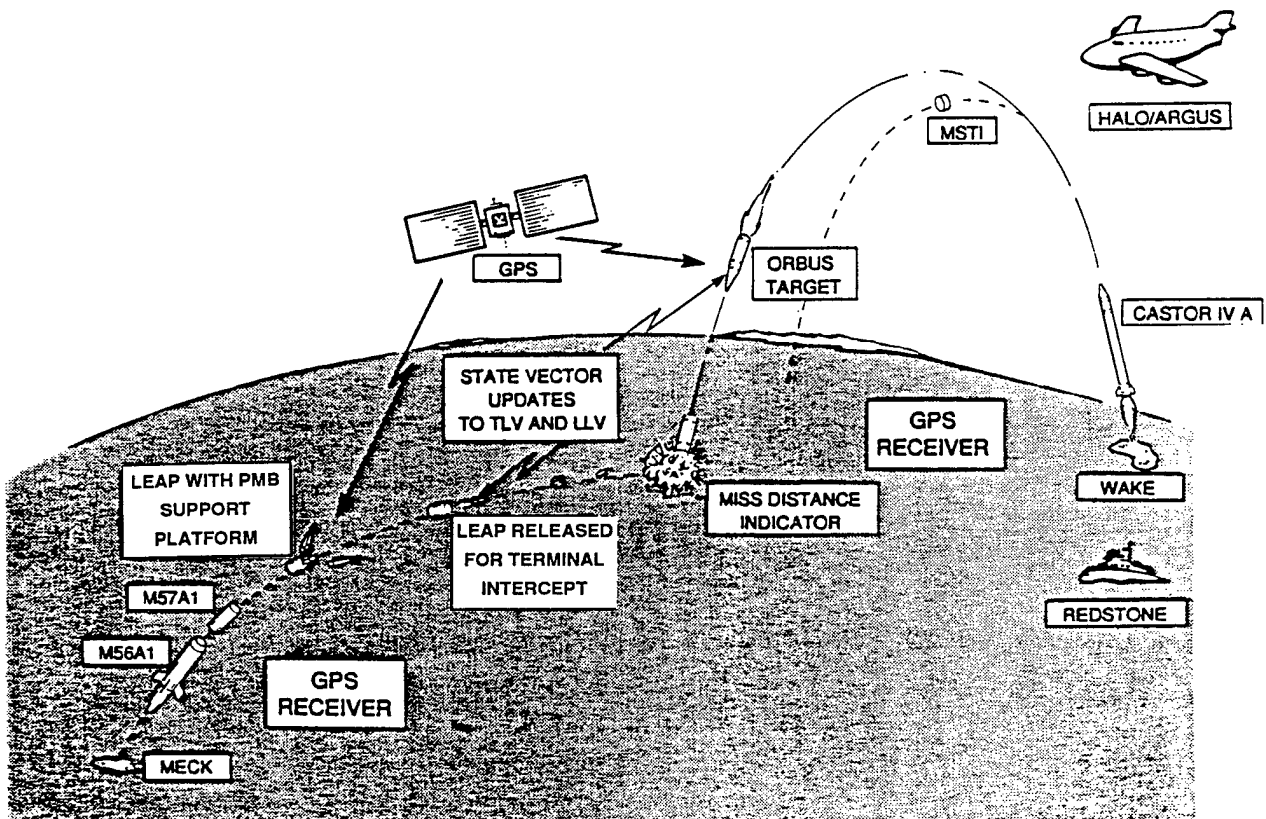 HALO/ARGUS
MSTI
GPS
ORBUS
TARGET
CASTOR IV A
STATE VECTOR
UPDATES
TO TLV AND LLV
GPS
RECEIVER
LEAP WITH PMB
SUPPORT
PLATFORM
WAKE
MISS DISTANCE
INDICATOR
LEAP RELEASED
FOR TERMINAL
INTERCEPT
M57A1
REDSTONE
M56A1
GPS
RECEIVER
MECK